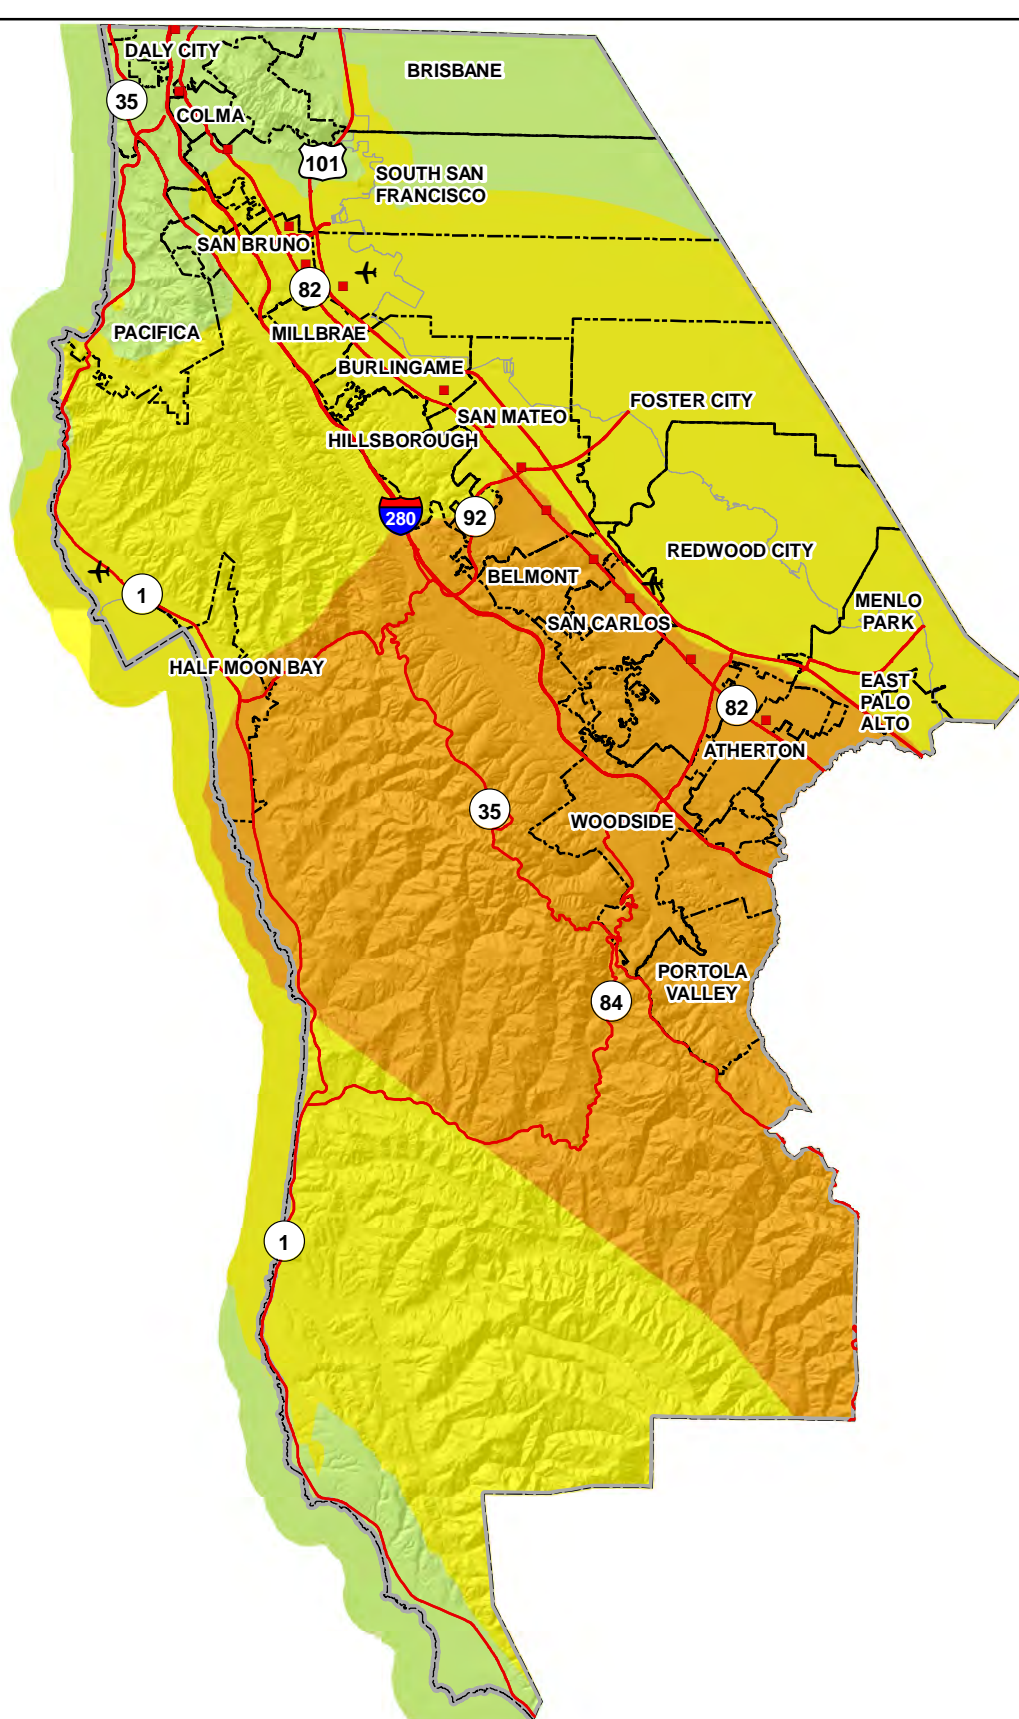 DALY CITY
BRISBANE
35
COLMA
101
SOUTH SAN
FRANCISCO
SAN BRUNO
82
PACIFICA
MILLBRAE
BURLINGAME
FOSTER CITY
SAN MATEO
HILLSBOROUGH
280
92
REDWOOD CITY
BELMONT
1
MENLO
PARK
SAN CARLOS
HALF MOON BAY
EAST
PALO
ALTO
82
ATHERTON
35
WOODSIDE
PORTOLA
VALLEY
84
1